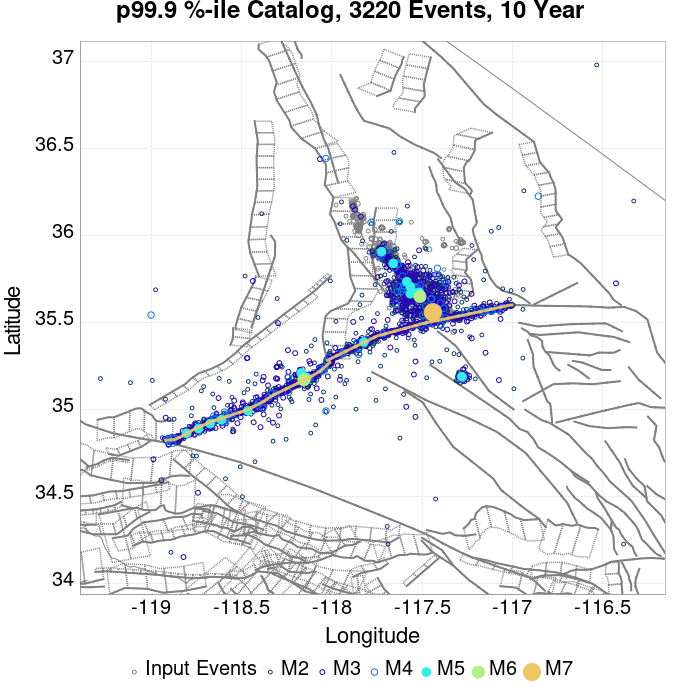 p99.9 %-ile Catalog, 3220 Events, 10 Year
37
36.5
36
35.5
35
34.5
34
Latitude
-119 -118.5 -118 -117.5 -117 -116.5
Longitude
Input Events M2 M3 M4 M5 M6 M7